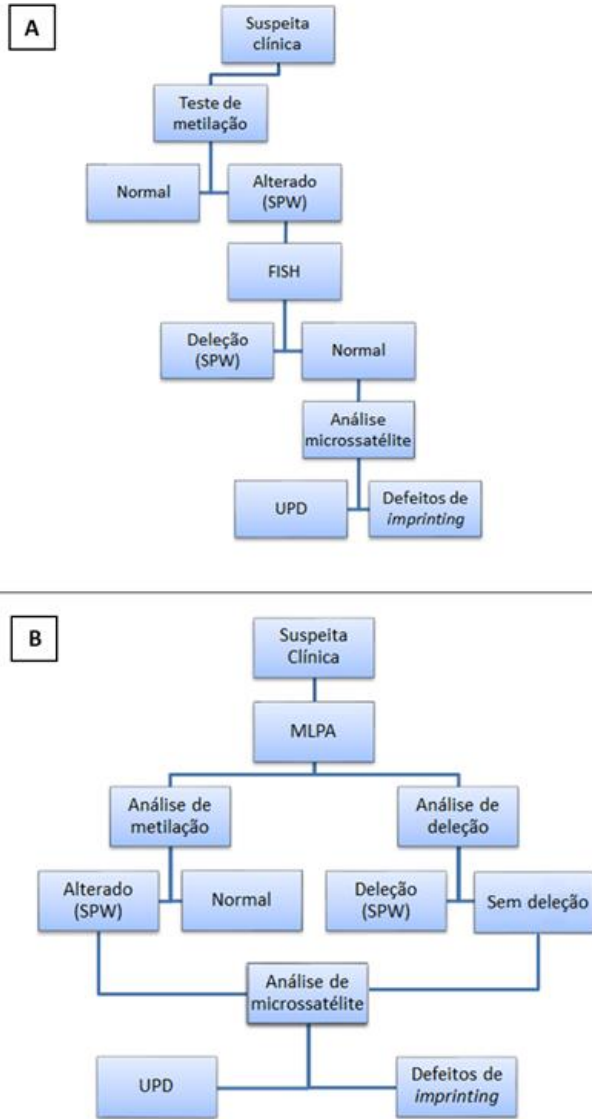 A
Suspeita
clínica
Teste de
metilação
Normal
Alterado
(SPW)
FISH
Deleção
(SPW)
Normal
Análise
microssatélite
UPD
Defeitos de
imprinting
B
Suspeita
Clínica
MLPA
Análise de
metilação
Análise de
deleção
Alterado
(SPW)
Normal
Deleção
(SPW)
Sem deleção
Análise de
microssatélite
UPD
Defeitos de
imprinting